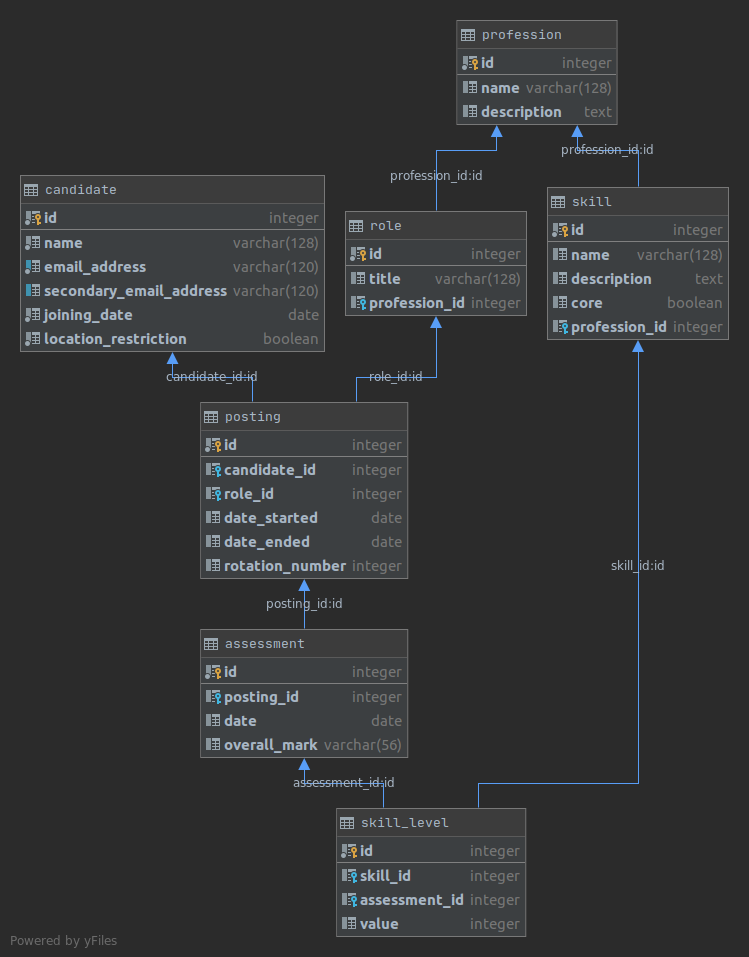 profession
id integer
name varchar(128)
description text
profession_id:id
profession_id:id
candidate
id integer
name varchar(128)
email_address varchar(120)
secondary_email_address varchar(120)
joining_date date
location_restriction boolean
role
id integer
title varchar(128)
profession_id integer
skill
id integer
name varchar(128)
description text
core boolean
profession_id integer
candidate_id:id
role_id:id
posting
id integer
candidate_id integer
role_id integer
date_started date
date_ended date
rotation_number integer
skill_id:id
posting_id:id
assessment
id integer
posting_id integer
date date
overall_mark varchar(56)
assessment_id:id
skill_level
id integer
skill_id integer
assessment_id integer
value integer
Powered by yFiles